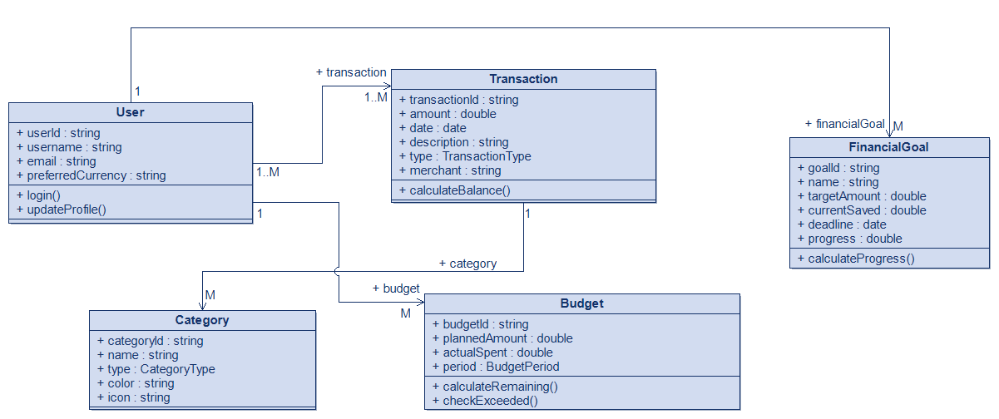 1
User
+ userId : string
+ username : string
+ email : string
+ preferredCurrency : string
+ login()
+ updateProfile()
1..M
1
+ transaction
1..M
Transaction
+ transactionId : string
+ amount : double
+ date : date
+ description : string
+ type : TransactionType
+ merchant : string
+ calculateBalance()
1
+ financialGoal
M
FinancialGoal
+ goalId : string
+ name : string
+ targetAmount : double
+ currentSaved : double
+ deadline : date
+ progress : double
+ calculateProgress()
+ category
M
Category
+ categoryId : string
+ name : string
+ type : CategoryType
+ color : string
+ icon : string
+ budget
M
Budget
+ budgetId : string
+ plannedAmount : double
+ actualSpent : double
+ period : BudgetPeriod
+ calculateRemaining()
+ checkExceeded()